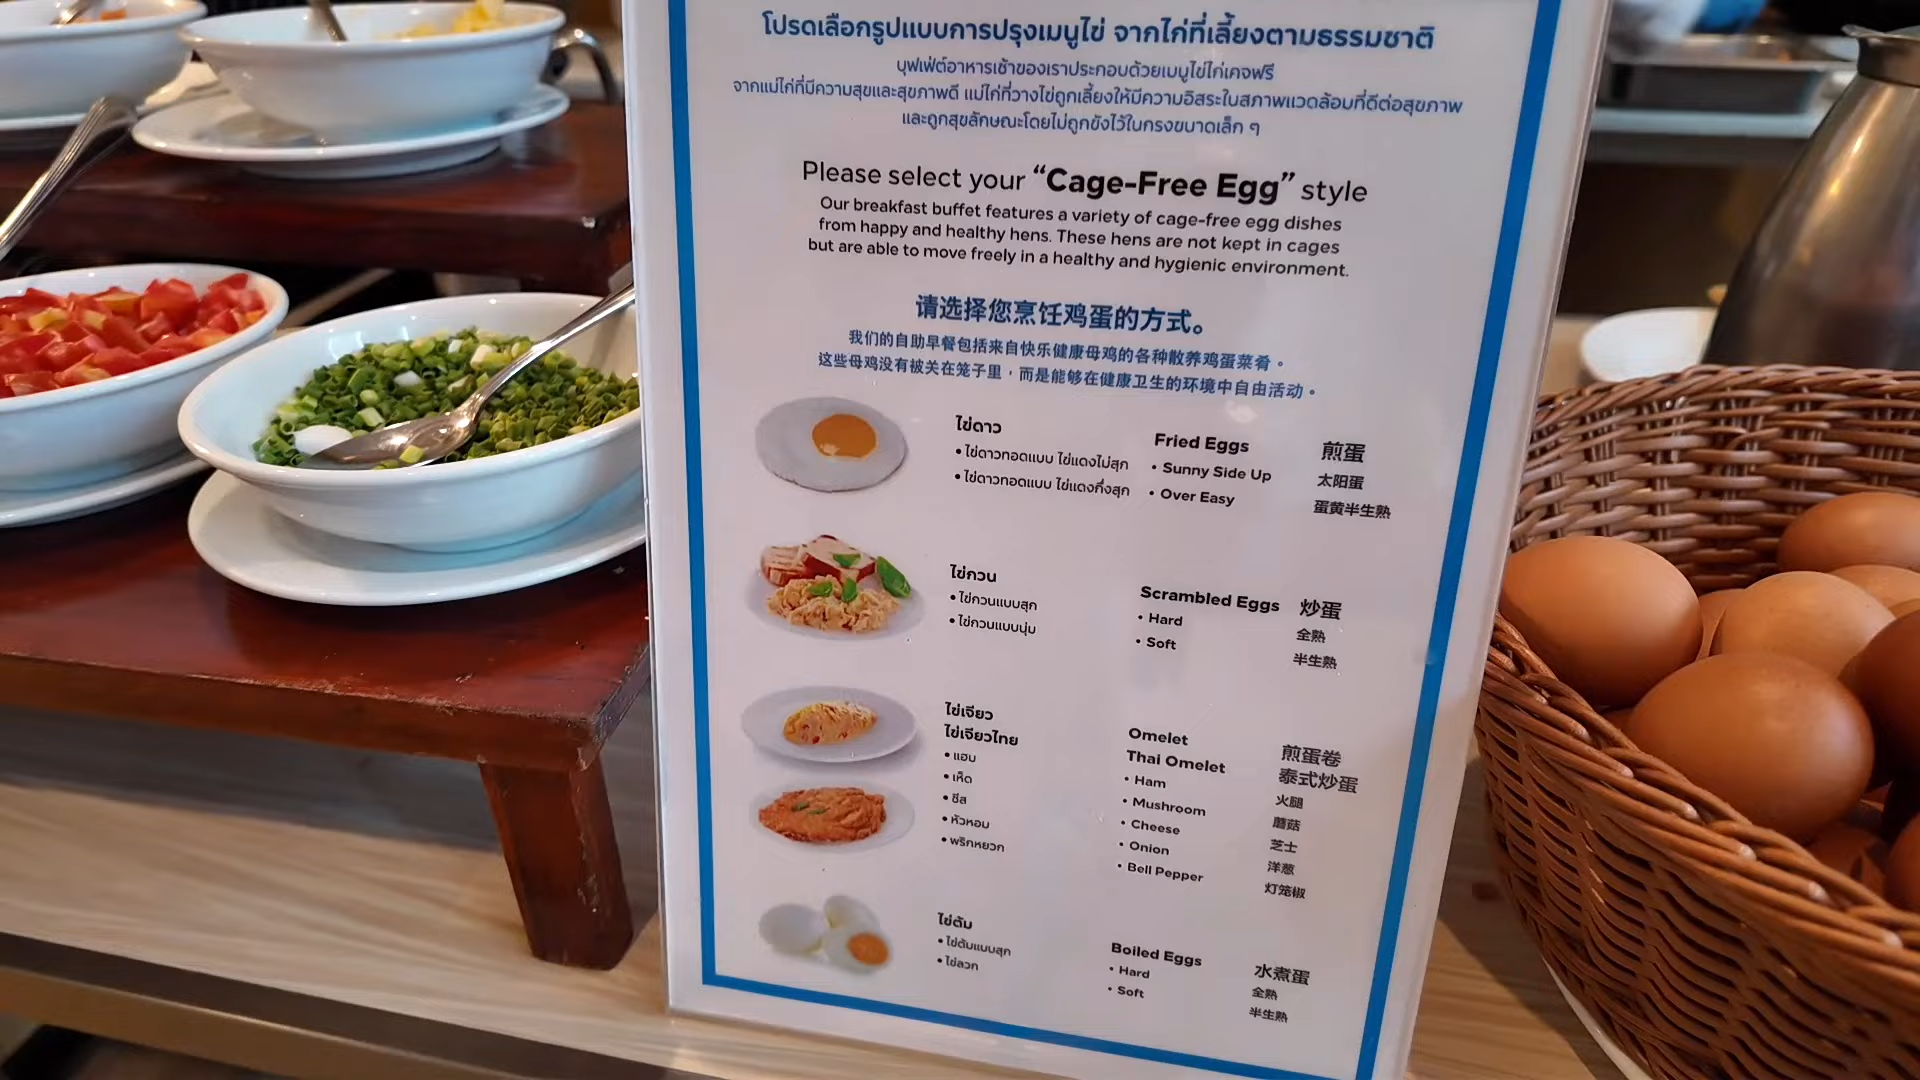 โปรดเลือกรูปแบบการปรุงเมนูไข่ จากไก่ที่เลี้ยงตามธรรมชาติ
บุฟเฟ่ต์อาหารเช้าของเราประกอบด้วยเมนูไข่ไก่เคจฟรี
จากแม่ไก่ที่มีความสุขและสุขภาพดี แม่ไก่ที่วางไข่ถูกเลี้ยงให้มีความอิสระในสภาพแวดล้อมที่ดีต่อสุขภาพ
และถูกสุขลักษณะโดยไม่ถูกขังไว้ในกรงขนาดเล็ก ๆ
Please select your “Cage-Free Egg” style
Our breakfast buffet features a variety of cage-free egg dishes
from happy and healthy hens. These hens are not kept in cages
but are able to move freely in a healthy and hygienic environment.
请选择您烹饪鸡蛋的方式。
我们的自助早餐包括来自快乐健康母鸡的各种散养鸡蛋菜肴。
这些母鸡没有被关在笼子里，而是能够在健康卫生的环境中自由活动。
ไข่ดาว Fried Eggs 煎蛋
• ไข่ดาวทอดแบบ ไข่แดงไม่สุก • Sunny Side Up 太阳蛋
• ไข่ดาวทอดแบบ ไข่แดงกึ่งสุก • Over Easy 蛋黄半生熟
ไข่กวน Scrambled Eggs 炒蛋
• ไข่กวนแบบสุก • Hard 全熟
• ไข่กวนแบบนุ่ม • Soft 半生熟
ไข่เจียว Omelet 煎蛋卷
ไข่เจียวไทย Thai Omelet 泰式炒蛋
• แฮม • Ham 火腿
• เห็ด • Mushroom 蘑菇
• ชีส • Cheese 芝士
• หัวหอม • Onion 洋葱
• พริกหยวก • Bell Pepper 灯笼椒
ไข่ต้ม Boiled Eggs 水煮蛋
• ไข่ต้มแบบสุก • Hard 全熟
• ไข่ลวก • Soft 半生熟